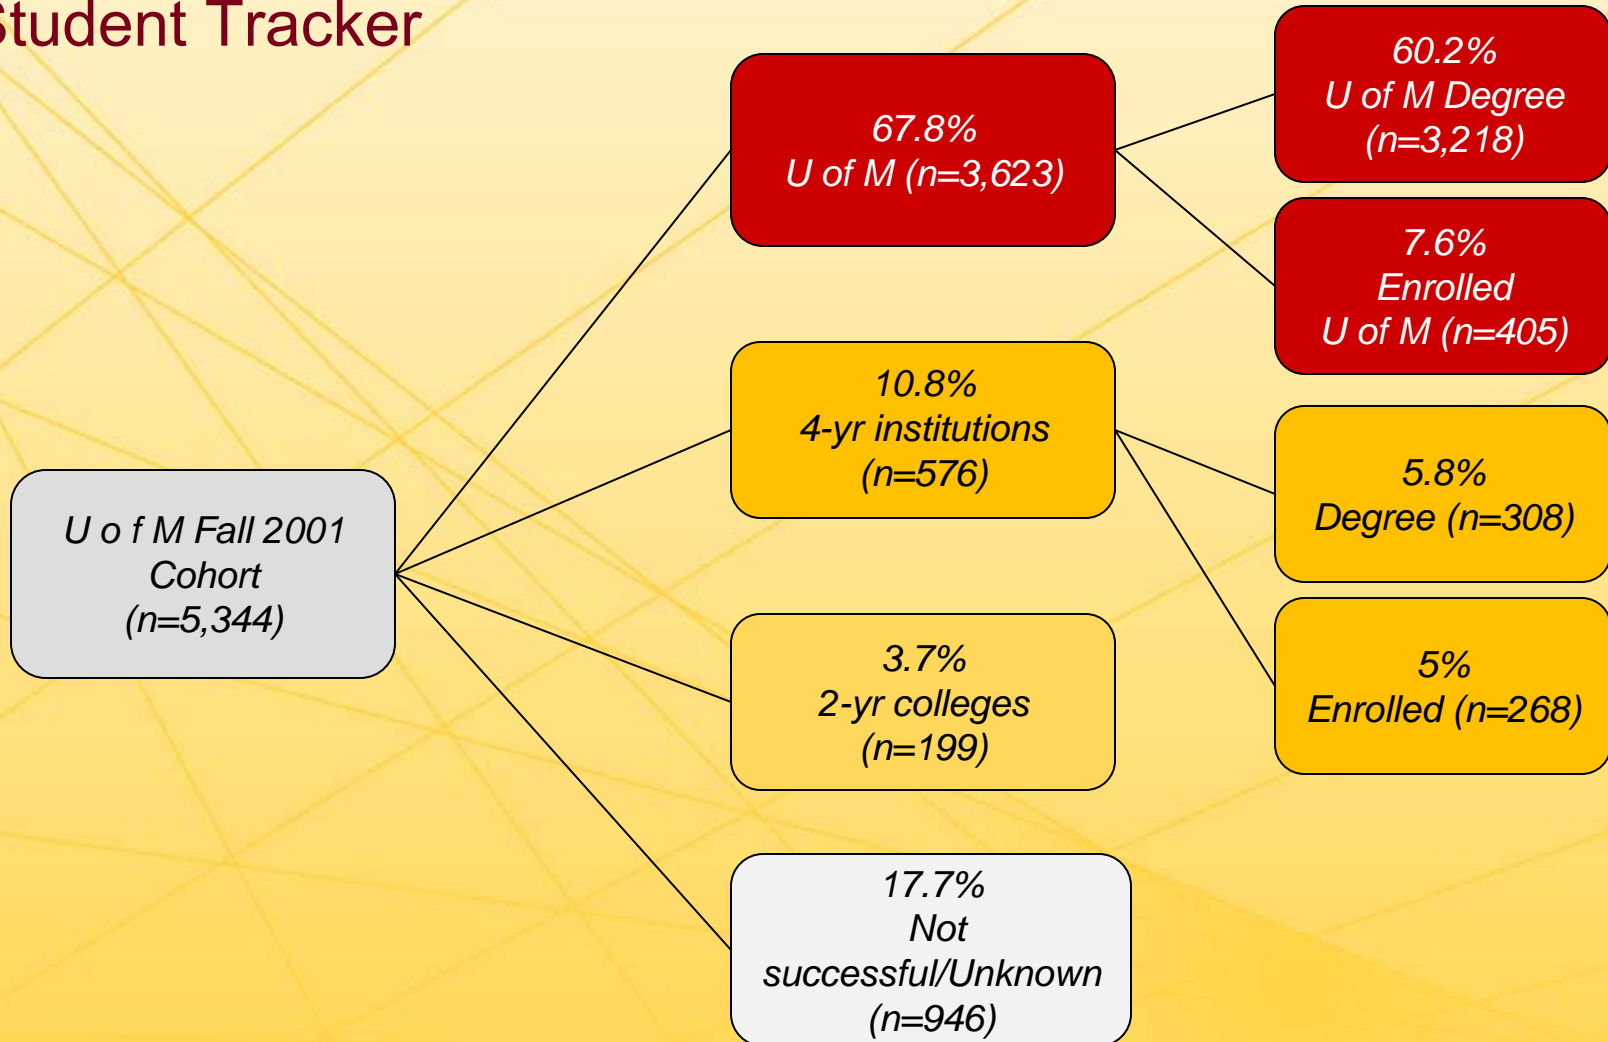 Student Tracker
60.2%
U of M Degree
(n=3,218)
67.8%
U of M (n=3,623)
7.6%
Enrolled
U of M (n=405)
10.8%
4-yr institutions
(n=576)
5.8%
Degree (n=308)
U o f M Fall 2001
Cohort
(n=5,344)
5%
Enrolled (n=268)
3.7%
2-yr colleges
(n=199)
17.7%
Not
successful/Unknown
(n=946)